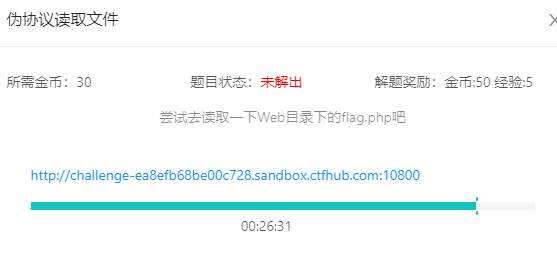 伪协议读取文件
所需金币：30 题目状态：未解出 解题奖励：金币:50 经验:5
尝试去读取一下Web目录下的flag.php吧
http://challenge-ea8efb68be00c728.sandbox.ctfhub.com:10800
00:26:31